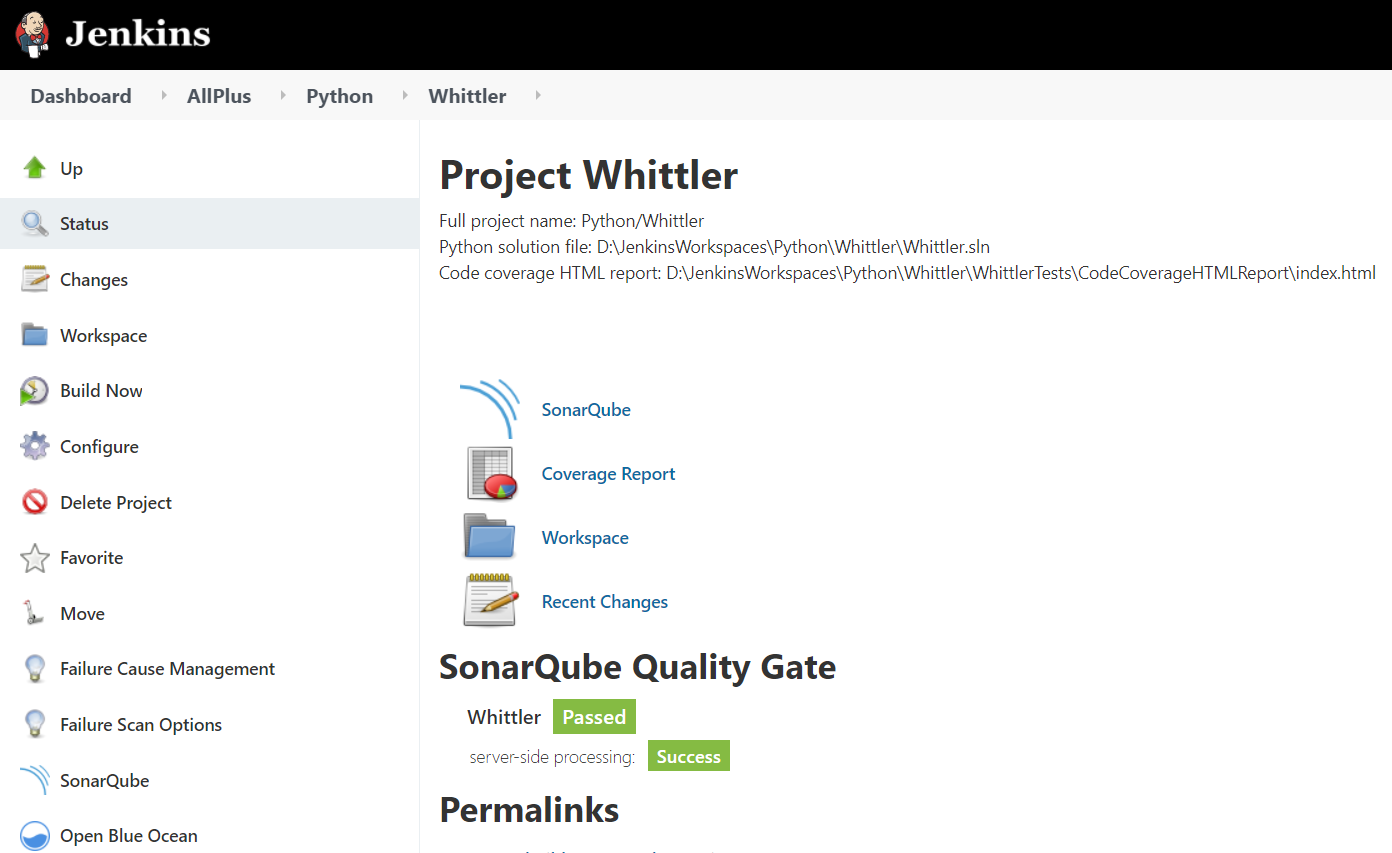 Jenkins
Dashboard AllPlus Python Whittler
Up
Status
Changes
Workspace
Build Now
Configure
Delete Project
Favorite
Move
Failure Cause Management
Failure Scan Options
SonarQube
Open Blue Ocean
Project Whittler
Full project name: Python/Whittler
Python solution file: D:\JenkinsWorkspaces\Python\Whittler\Whittler.sln
Code coverage HTML report: D:\JenkinsWorkspaces\Python\Whittler\WhittlerTests\CodeCoverageHTMLReport\index.html
SonarQube
Coverage Report
Workspace
Recent Changes
SonarQube Quality Gate
Whittler Passed
server-side processing: Success
Permalinks